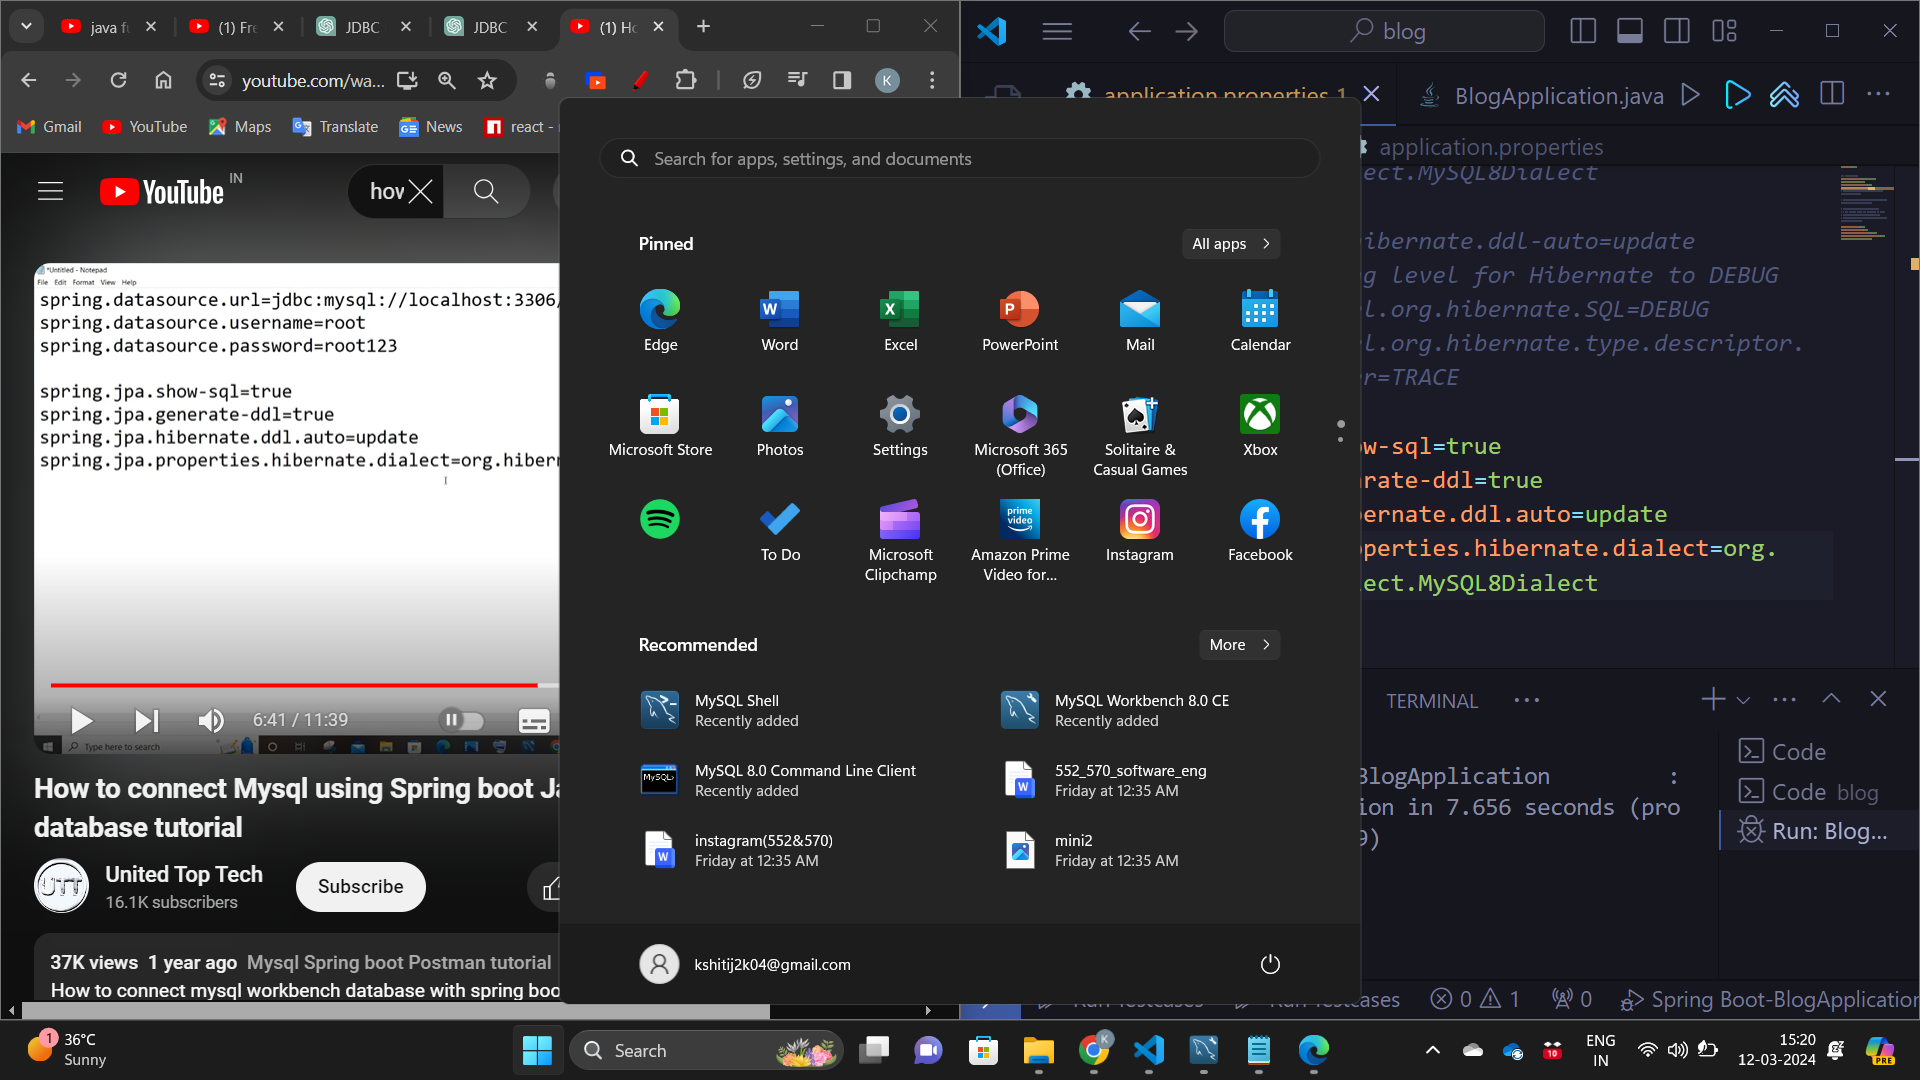 java fu
(1) Fre
JDBC
JDBC
(1) Ho
youtube.com/wa...
K
Gmail
YouTube
Maps
Translate
News
react -
YouTube
IN
how
*Untitled - Notepad
File Edit Format View Help
spring.datasource.url=jdbc:mysql://localhost:3306/
spring.datasource.username=root
spring.datasource.password=root123
spring.jpa.show-sql=true
spring.jpa.generate-ddl=true
spring.jpa.hibernate.ddl.auto=update
spring.jpa.properties.hibernate.dialect=org.hibern
6:41 / 11:39
Type here to search
How to connect Mysql using Spring boot Ja
database tutorial
UTT
United Top Tech
16.1K subscribers
Subscribe
37K views 1 year ago Mysql Spring boot Postman tutorial
How to connect mysql workbench database with spring boo
Search for apps, settings, and documents
Pinned
All apps
Edge
Word
Excel
PowerPoint
Mail
Calendar
Microsoft Store
Photos
Settings
Microsoft 365
(Office)
Solitaire &
Casual Games
Xbox
To Do
Microsoft
Clipchamp
prime
video
Amazon Prime
Video for...
Instagram
Facebook
Recommended
More
MySQL Shell
Recently added
MySQL Workbench 8.0 CE
Recently added
MySQL 8.0 Command Line Client
Recently added
552_570_software_eng
Friday at 12:35 AM
instagram(552&570)
Friday at 12:35 AM
mini2
Friday at 12:35 AM
kshitij2k04@gmail.com
blog
application.properties 1
BlogApplication.java
application.properties
ect.MySQL8Dialect
ibernate.ddl-auto=update
g level for Hibernate to DEBUG
l.org.hibernate.SQL=DEBUG
l.org.hibernate.type.descriptor.
r=TRACE
ow-sql=true
rate-ddl=true
bernate.ddl.auto=update
perties.hibernate.dialect=org.
ect.MySQL8Dialect
TERMINAL
BlogApplication :
ion in 7.656 seconds (pro
9)
Code
Code blog
Run: Blog...
Run Testcases
Run Testcases
0
1
0
Spring Boot-BlogApplication
1
36°C
Sunny
Search
K
10
ENG
IN
15:20
12-03-2024
PRE